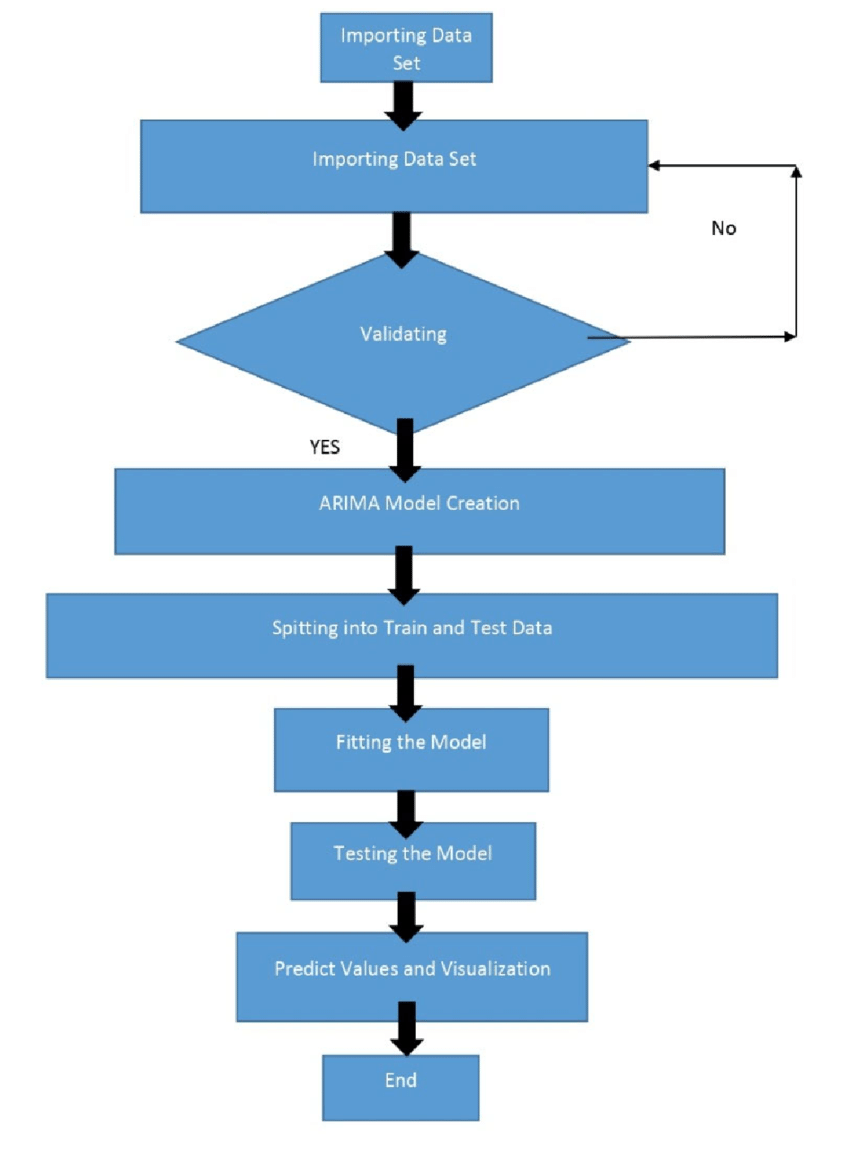 Importing Data
Set
Importing Data Set
No
Validating
YES
ARIMA Model Creation
Spitting into Train and Test Data
Fitting the Model
Testing the Model
Predict Values and Visualization
End